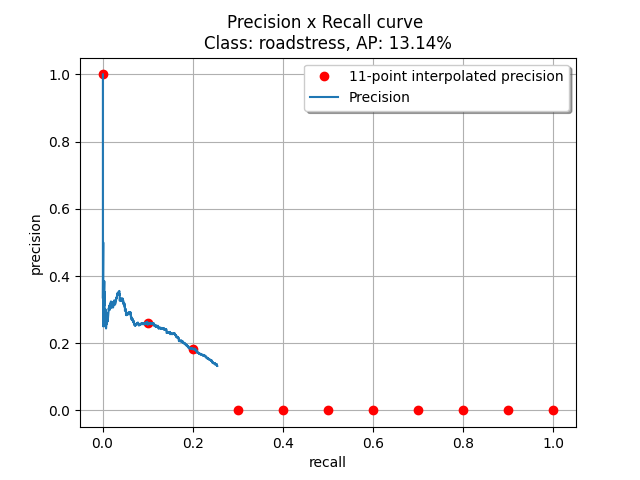 Precision x Recall curve
Class: roadstress, AP: 13.14%
11-point interpolated precision
Precision
1.0
0.8
0.6
0.4
0.2
0.0
precision
0.0 0.2 0.4 0.6 0.8 1.0
recall